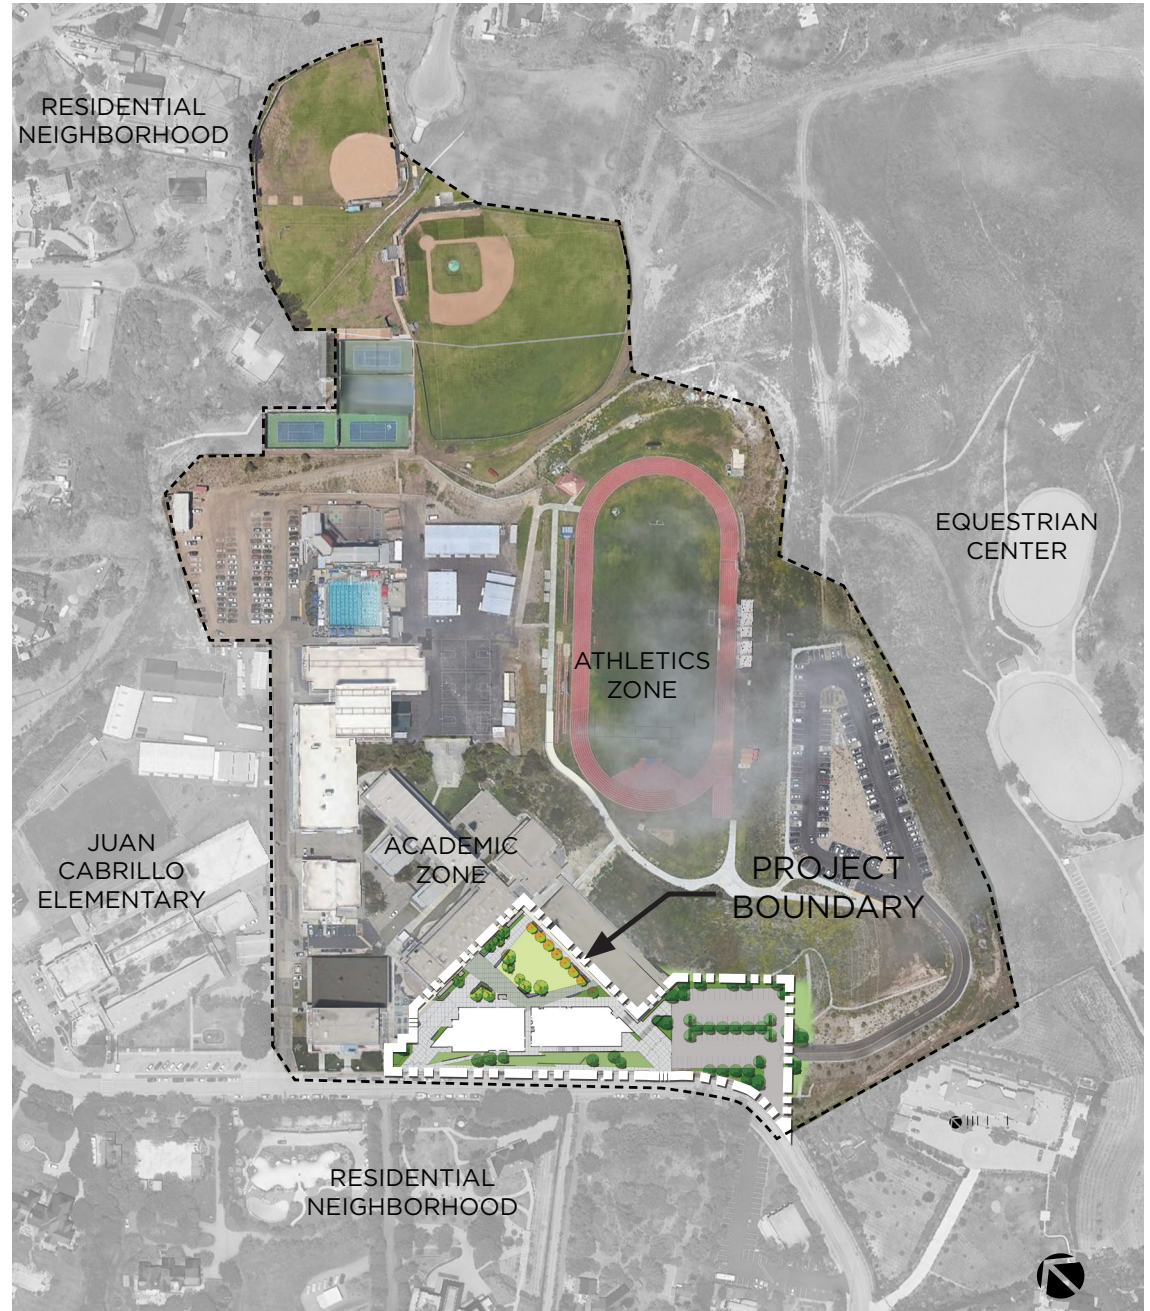 RESIDENTIAL
NEIGHBORHOOD
EQUESTRIAN
CENTER
ATHLETICS
ZONE
JUAN
CABRILLO
ELEMENTARY
ACADEMIC
ZONE
PROJECT
BOUNDARY
RESIDENTIAL
NEIGHBORHOOD